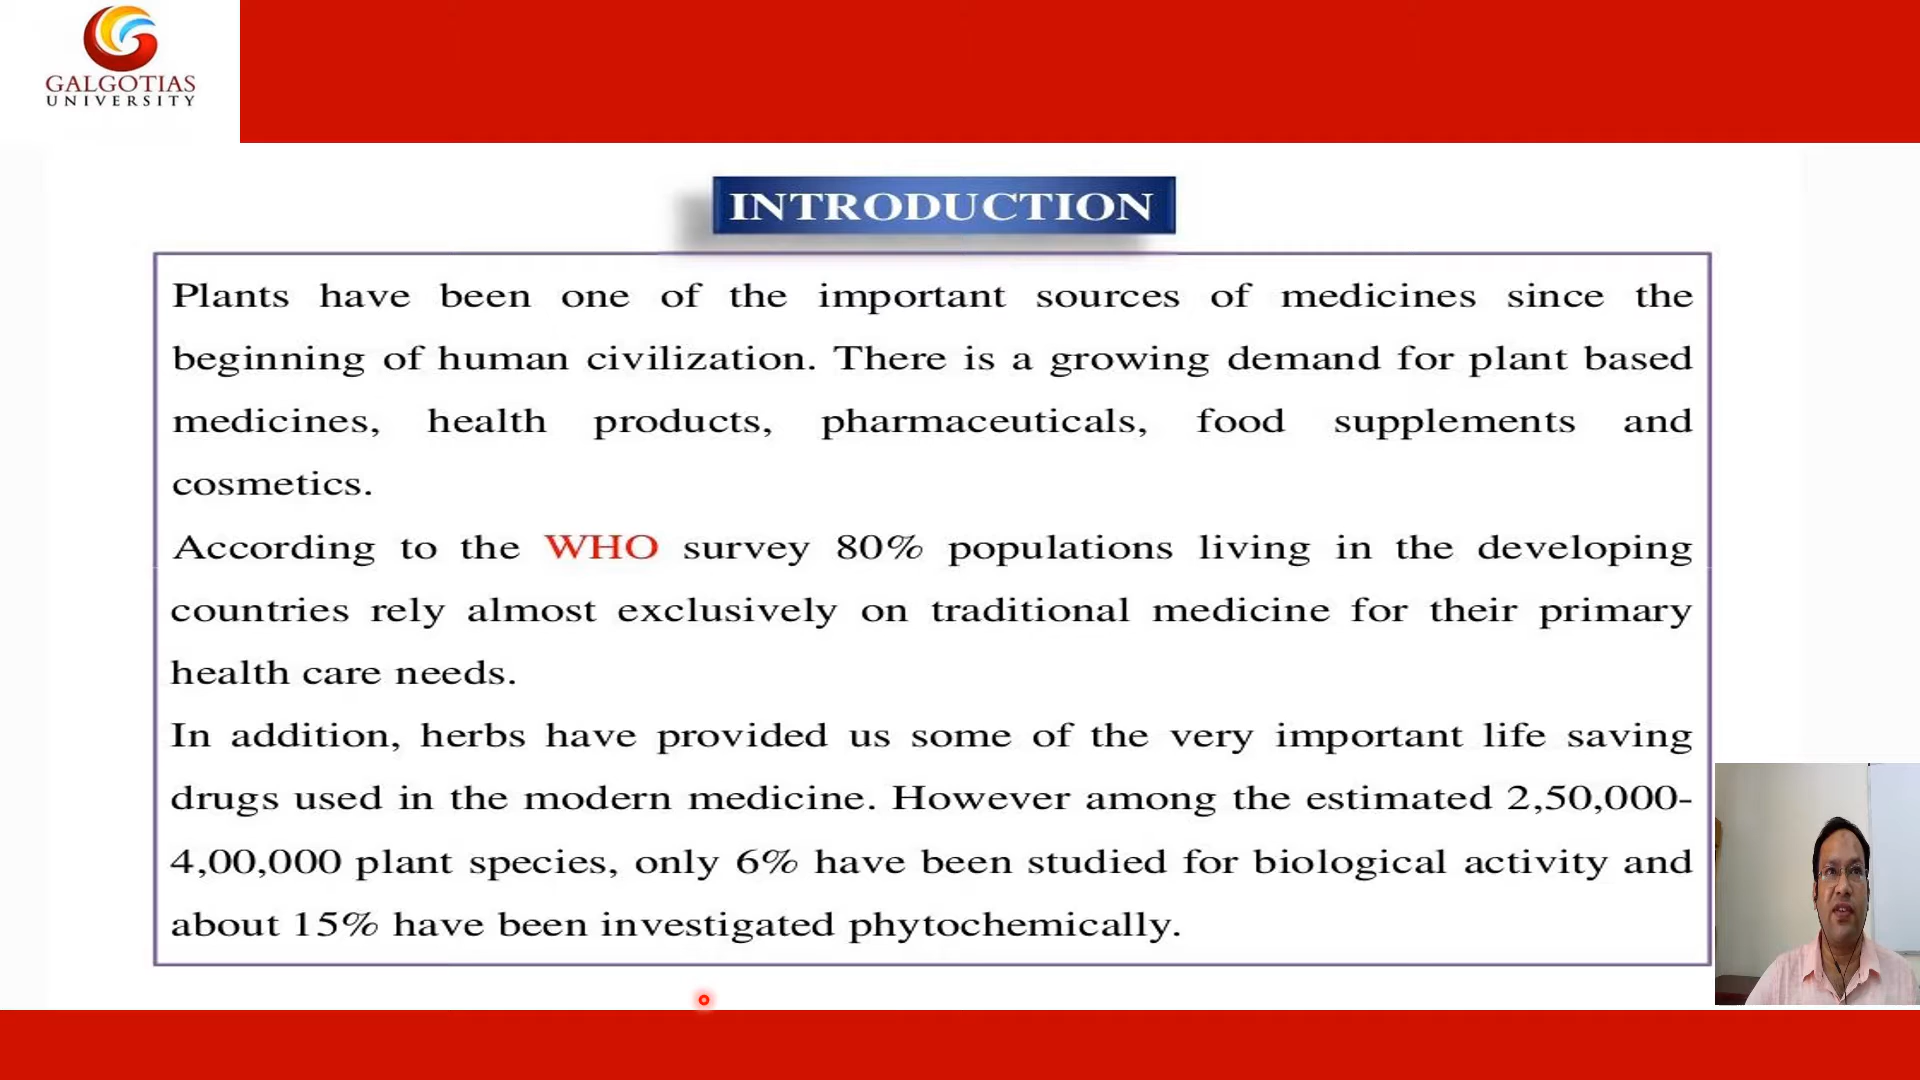 GALGOTIAS
UNIVERSITY
INTRODUCTION
Plants have been one of the important sources of medicines since the
beginning of human civilization. There is a growing demand for plant based
medicines, health products, pharmaceuticals, food supplements and
cosmetics.
According to the WHO survey 80% populations living in the developing
countries rely almost exclusively on traditional medicine for their primary
health care needs.
In addition, herbs have provided us some of the very important life saving
drugs used in the modern medicine. However among the estimated 2,50,000-
4,00,000 plant species, only 6% have been studied for biological activity and
about 15% have been investigated phytochemically.